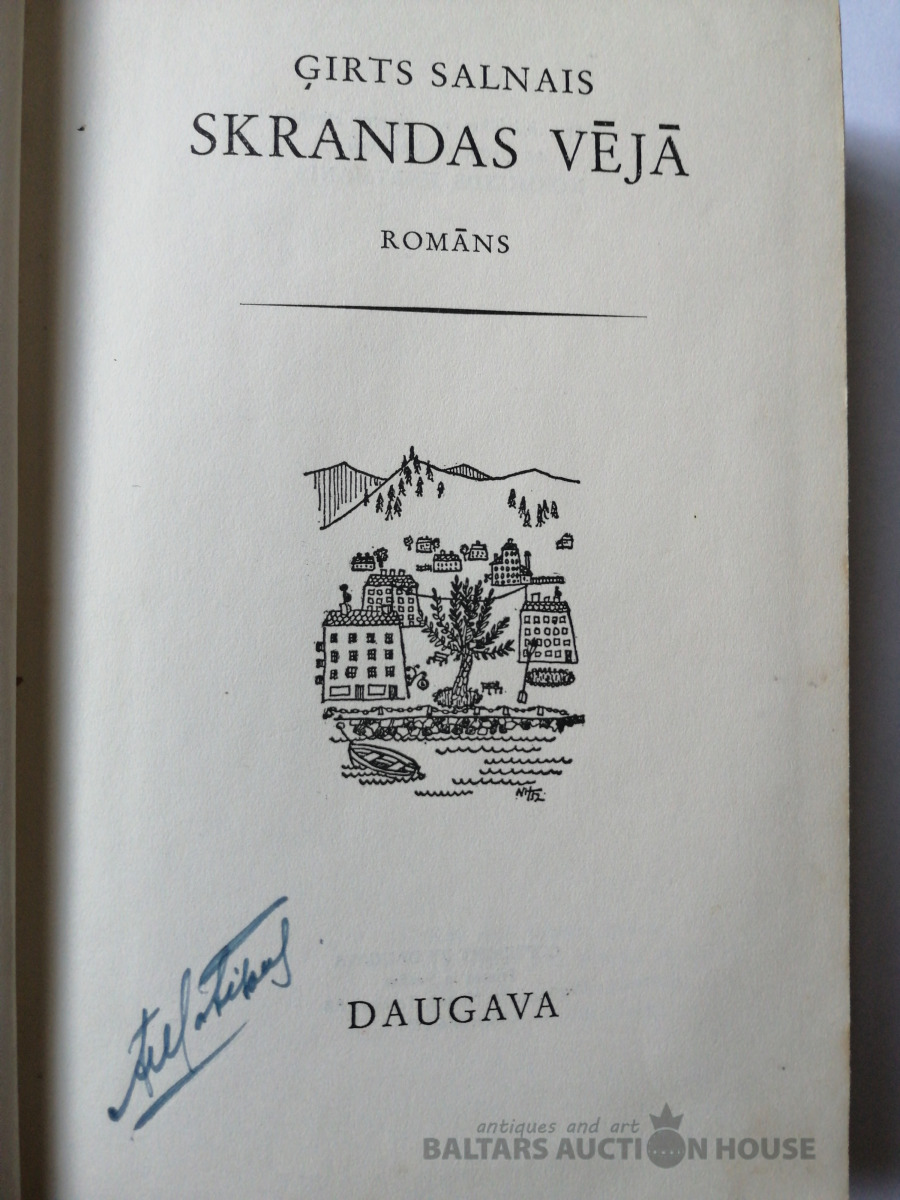 ĢIRTS SALNAIS
SKRANDAS VĒJĀ
ROMĀNS
DAUGAVA
antiques and art
BALTARS AUCTION HOUSE